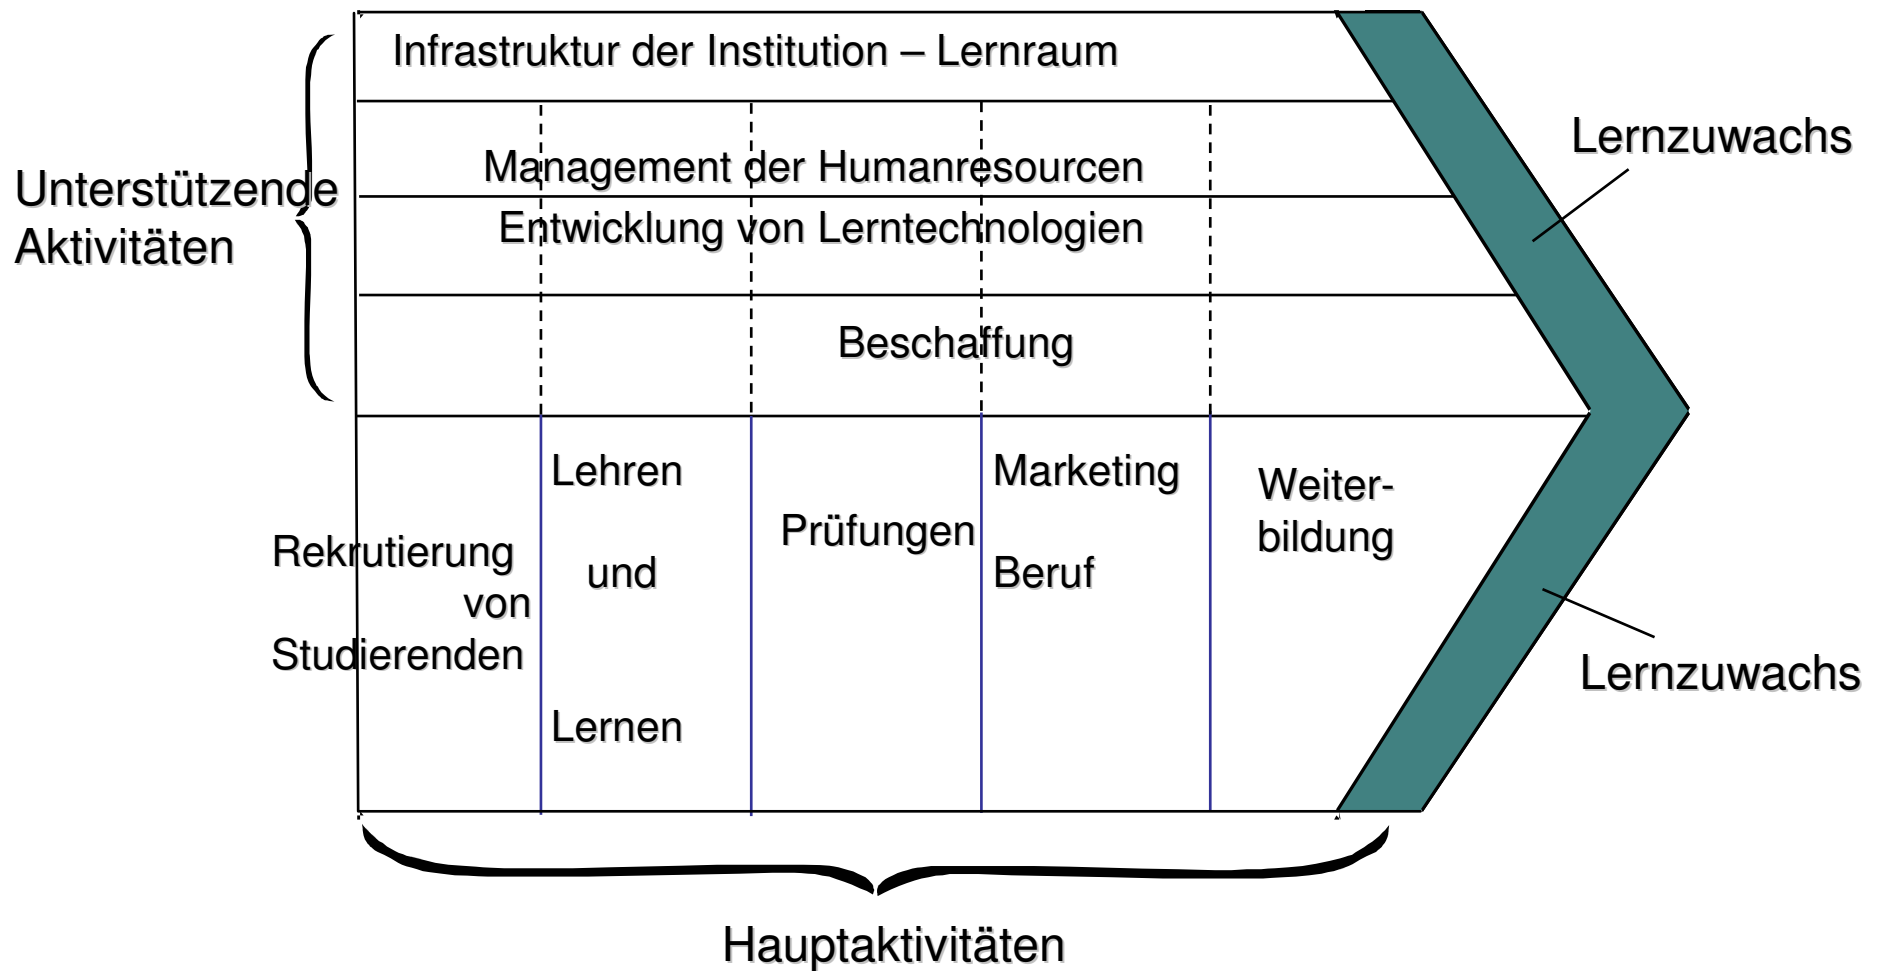 Infrastruktur der Institution – Lernraum
Lernzuwachs
Management der Humanresourcen
Unterstützende
Aktivitäten
Entwicklung von Lerntechnologien
Beschaffung
Rekrutierung
von
Studierenden
Lehren
und
Lernen
Prüfungen
Marketing
Beruf
Weiter-
bildung
Lernzuwachs
Hauptaktivitäten